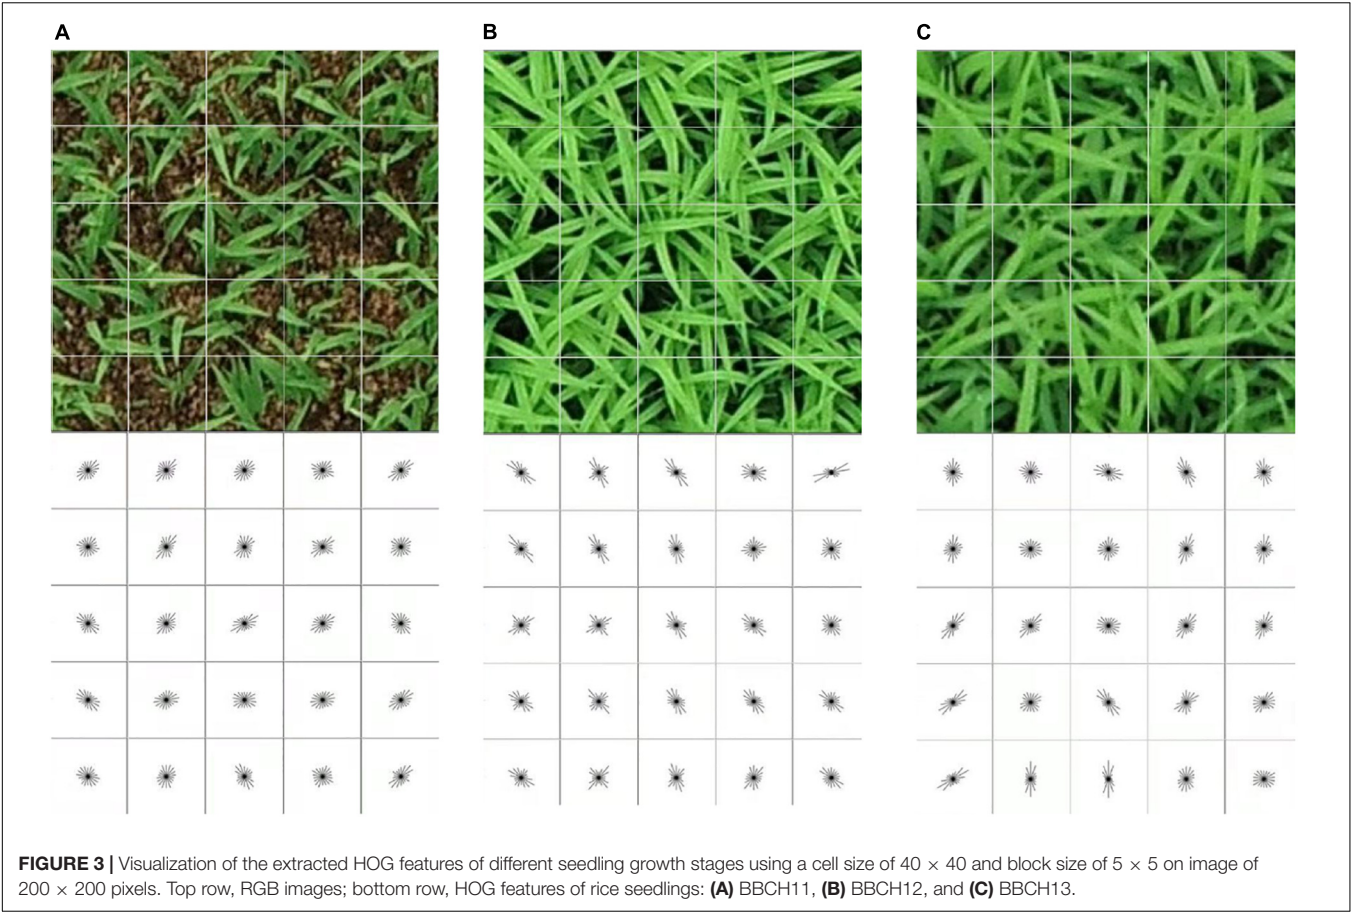 A B C
FIGURE 3 | Visualization of the extracted HOG features of different seedling growth stages using a cell size of 40 × 40 and block size of 5 × 5 on image of
200 × 200 pixels. Top row, RGB images; bottom row, HOG features of rice seedlings: (A) BBCH11, (B) BBCH12, and (C) BBCH13.